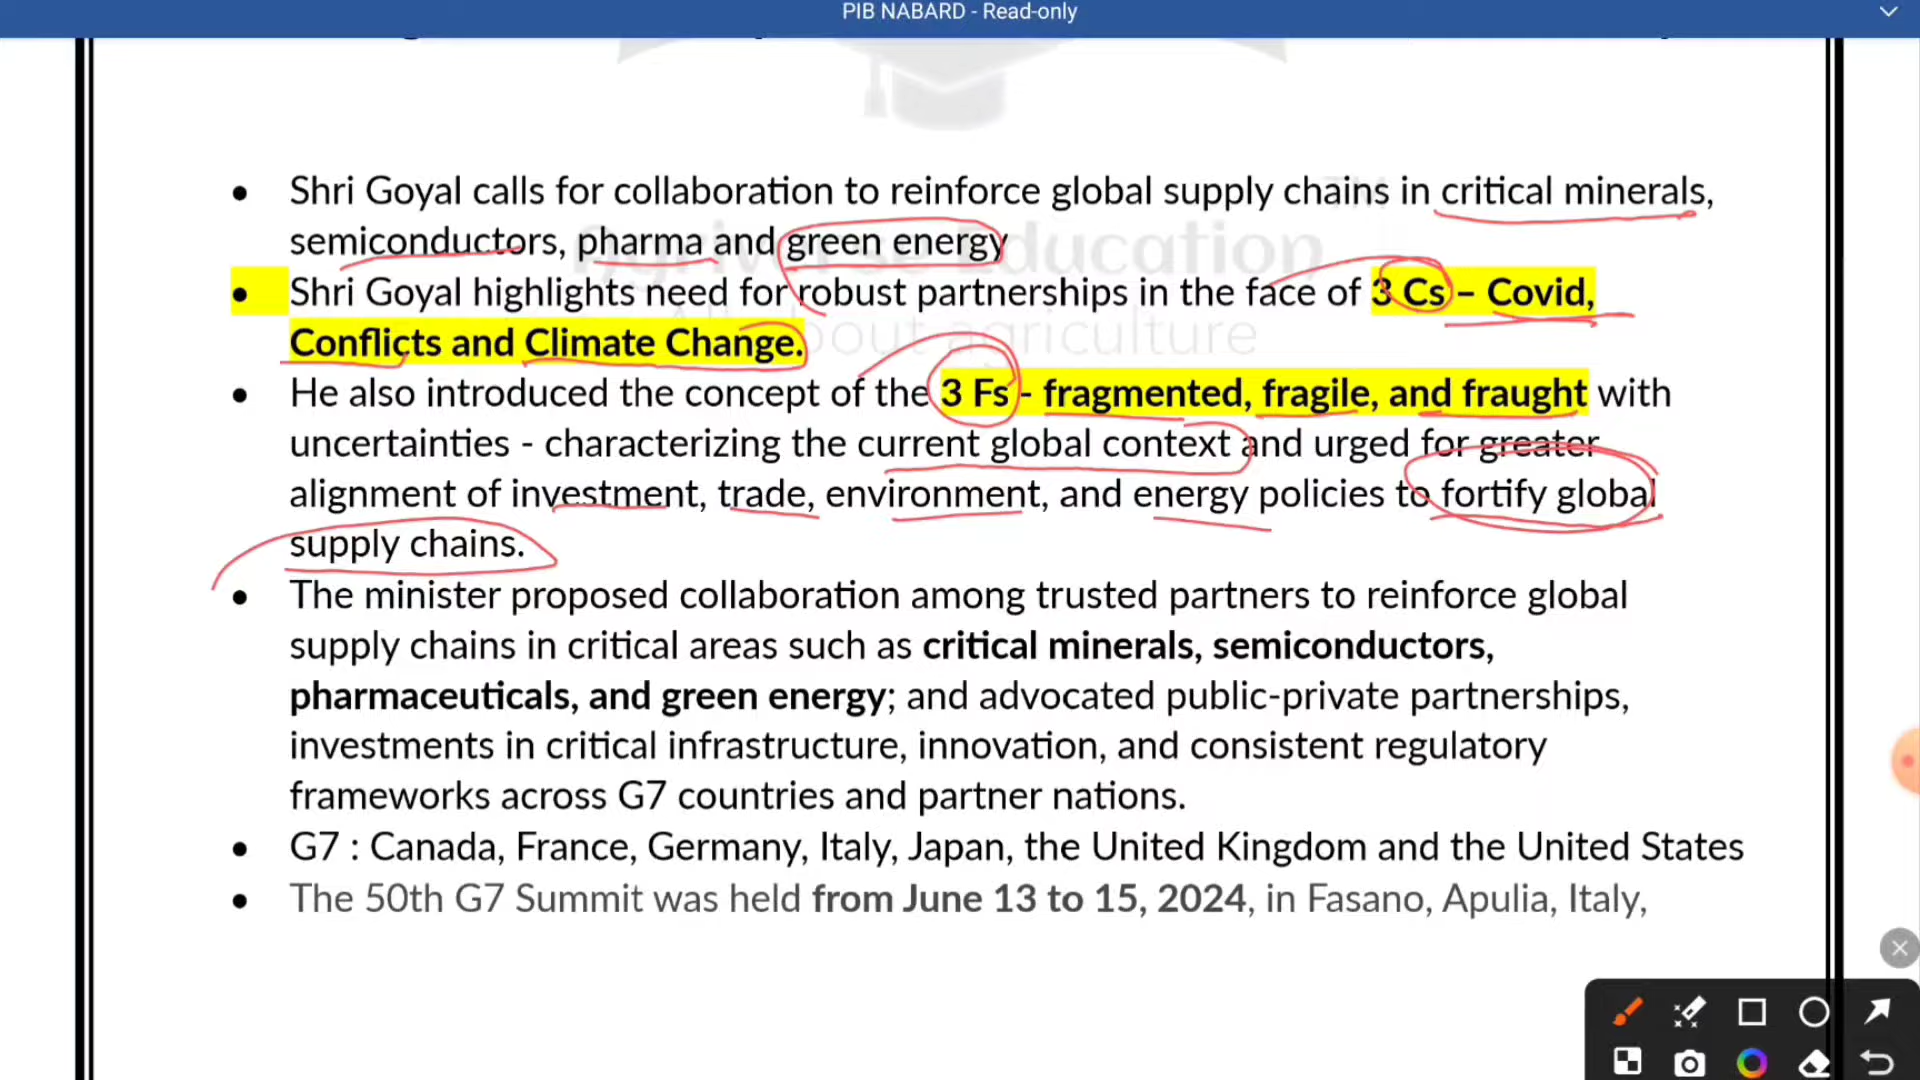 PIB NABARD - Read-only
• Shri Goyal calls for collaboration to reinforce global supply chains in critical minerals,
semiconductors, pharma and green energy
• Shri Goyal highlights need for robust partnerships in the face of 3 Cs – Covid,
Conflicts and Climate Change.
• He also introduced the concept of the 3 Fs - fragmented, fragile, and fraught with
uncertainties - characterizing the current global context and urged for greater
alignment of investment, trade, environment, and energy policies to fortify global
supply chains.
• The minister proposed collaboration among trusted partners to reinforce global
supply chains in critical areas such as critical minerals, semiconductors,
pharmaceuticals, and green energy; and advocated public-private partnerships,
investments in critical infrastructure, innovation, and consistent regulatory
frameworks across G7 countries and partner nations.
• G7 : Canada, France, Germany, Italy, Japan, the United Kingdom and the United States
• The 50th G7 Summit was held from June 13 to 15, 2024, in Fasano, Apulia, Italy,
Agriverse Education
TM
All about agriculture